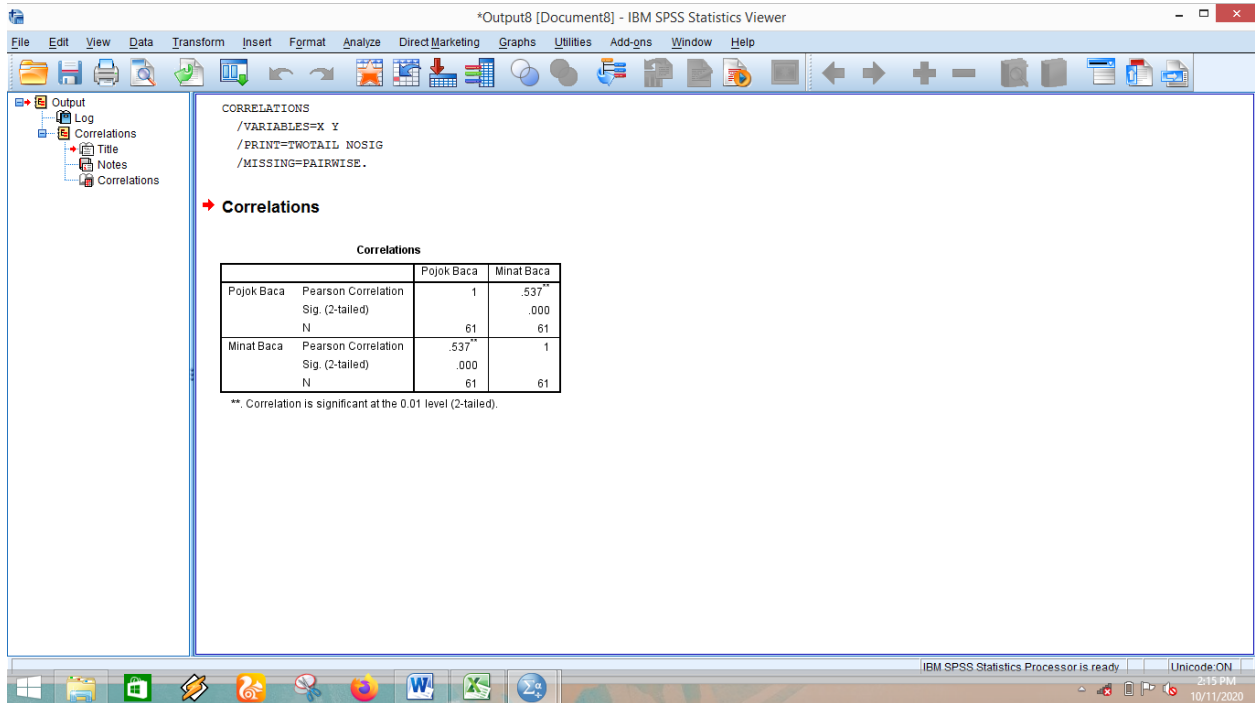 *Output8 [Document8] - IBM SPSS Statistics Viewer
File Edit View Data Transform Insert Format Analyze Direct Marketing Graphs Utilities Add-ons Window Help
Output
Log
Correlations
Title
Notes
Correlations
CORRELATIONS
/VARIABLES=X Y
/PRINT=TWOTAIL NOSIG
/MISSING=PAIRWISE.
Correlations
Correlations
Pojok Baca Minat Baca
Pojok Baca Pearson Correlation 1 .537**
Sig. (2-tailed) .000
N 61 61
Minat Baca Pearson Correlation .537** 1
Sig. (2-tailed) .000
N 61 61
**. Correlation is significant at the 0.01 level (2-tailed).
IBM SPSS Statistics Processor is ready Unicode:ON
2:15 PM
10/11/2020